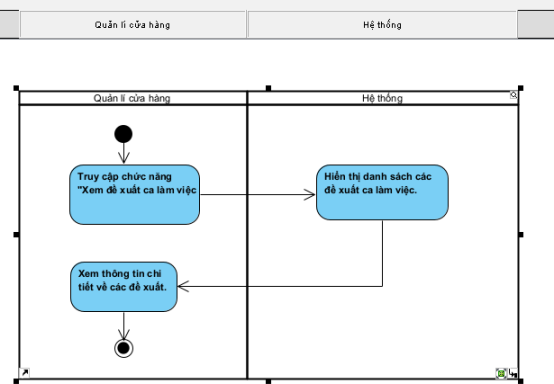 Quản lí cửa hàng
Hệ thống
Quản lí cửa hàng
Hệ thống
Truy cập chức năng
"Xem đề xuất ca làm việc
Hiển thị danh sách các
đề xuất ca làm việc.
Xem thông tin chi
tiết về các đề xuất.